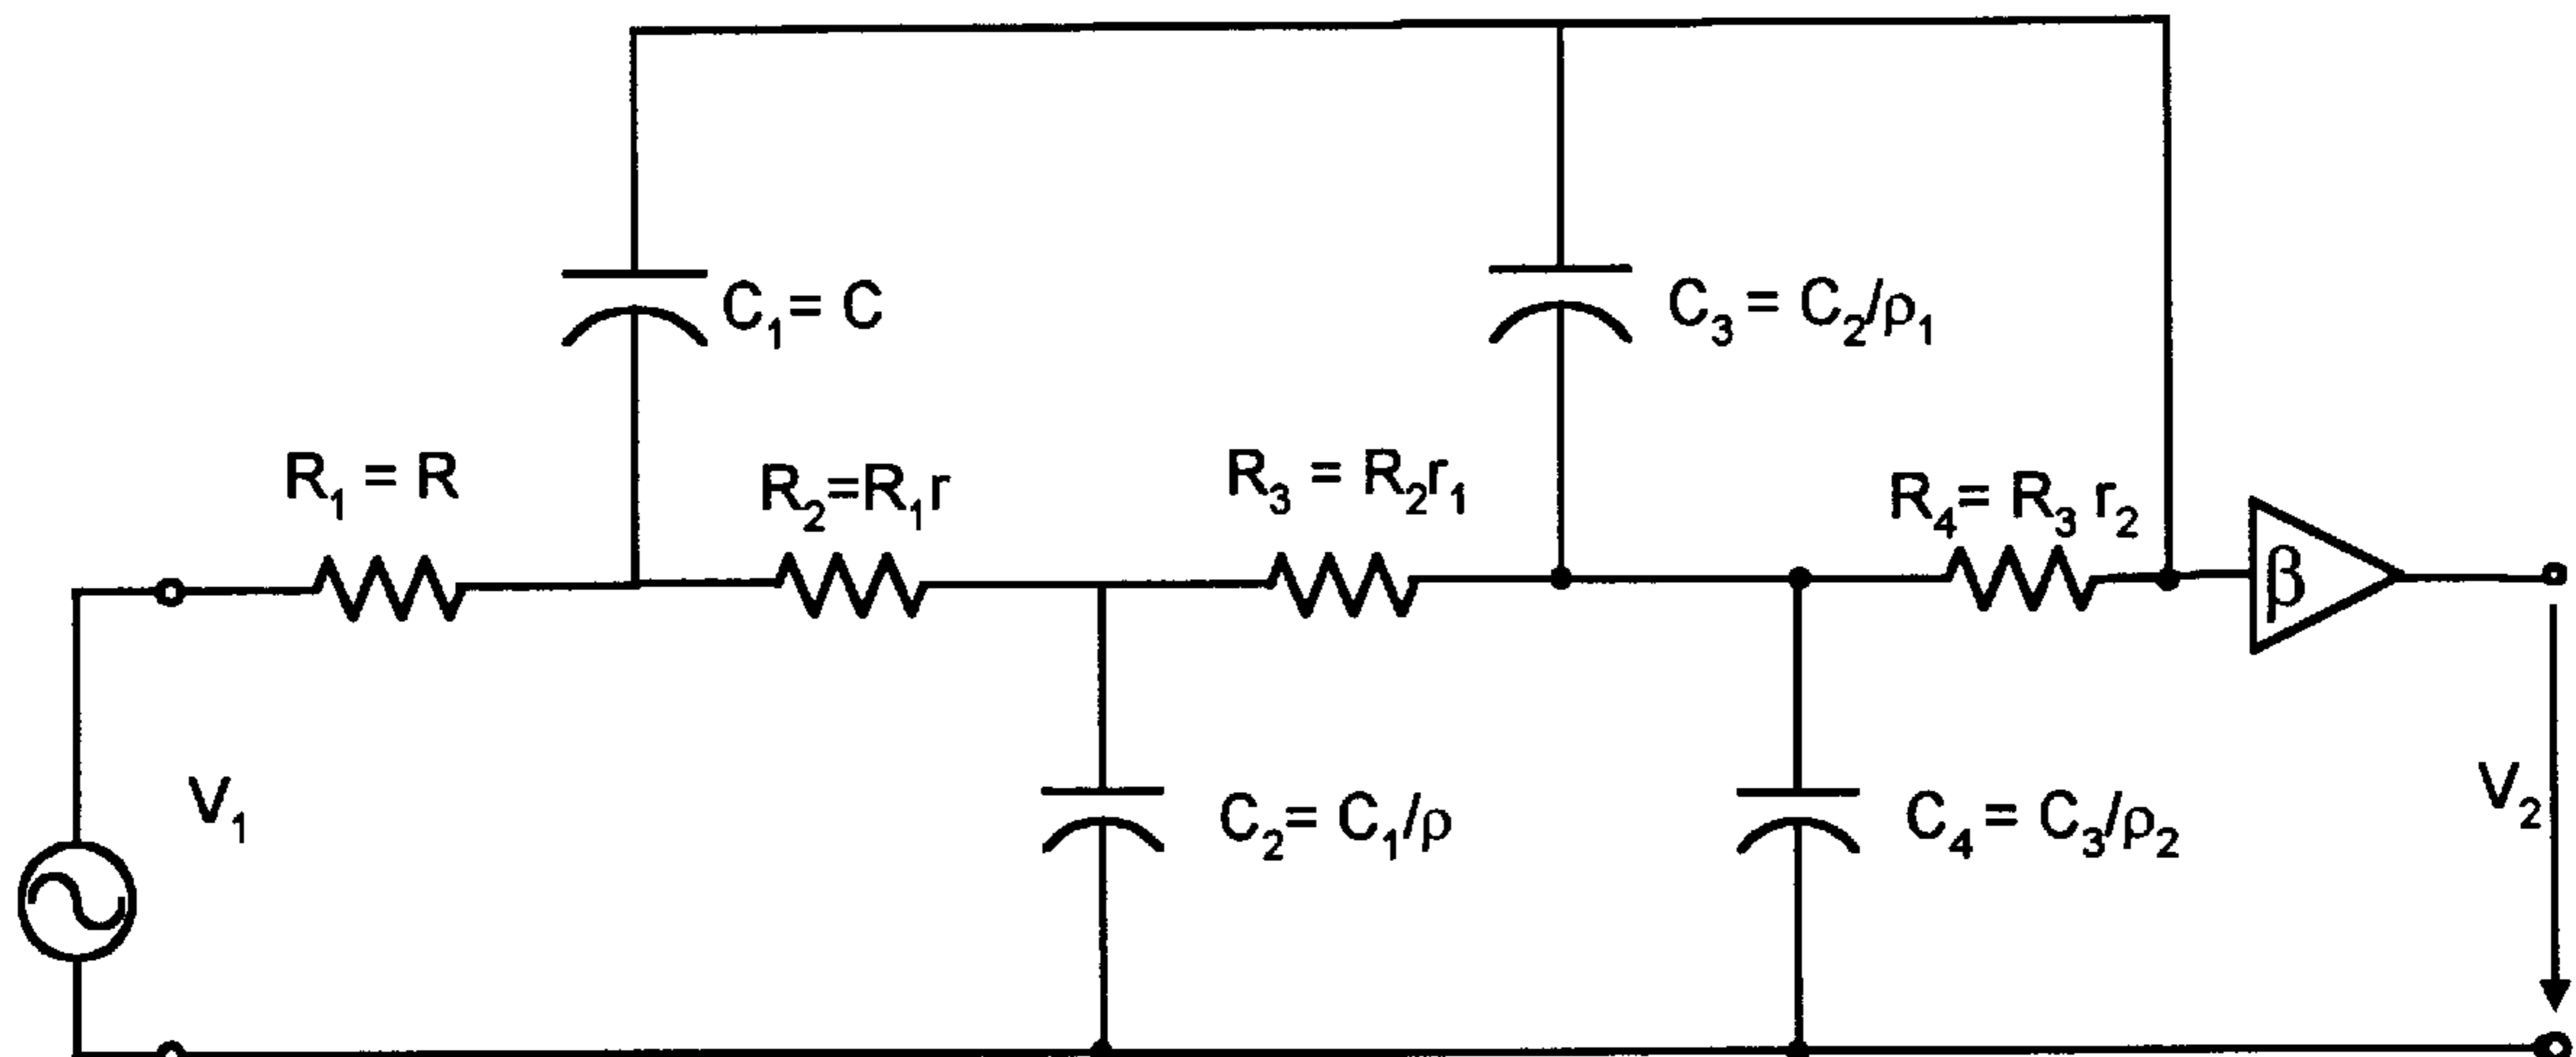 C₁= C
C₃ = C₂/ρ₁
R₁ = R
R₂=R₁r
R₃ = R₂r₁
R₄= R₃ r₂
β
V₁
C₂= C₁/ρ
C₄ = C₃/ρ₂
V₂